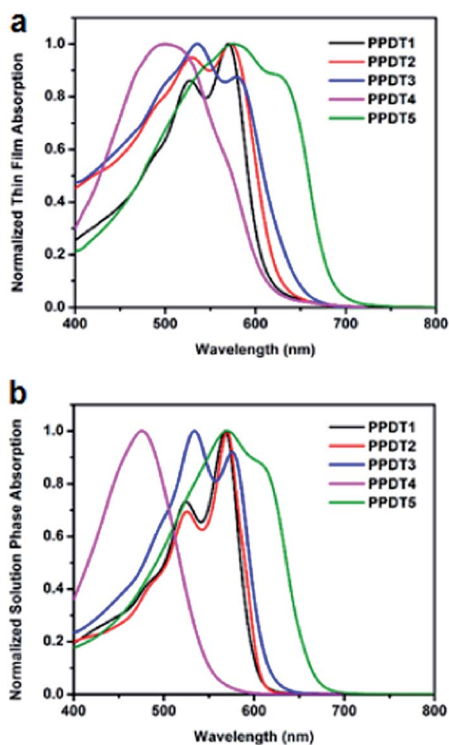 a
Normalized Thin Film Absorption
1.0
0.8
0.6
0.4
0.2
0.0
PPDT1
PPDT2
PPDT3
PPDT4
PPDT5
400 500 600 700 800
Wavelength (nm)
b
Normalized Solution Phase Absorption
1.0
0.8
0.6
0.4
0.2
0.0
PPDT1
PPDT2
PPDT3
PPDT4
PPDT5
400 500 600 700 800
Wavelength (nm)